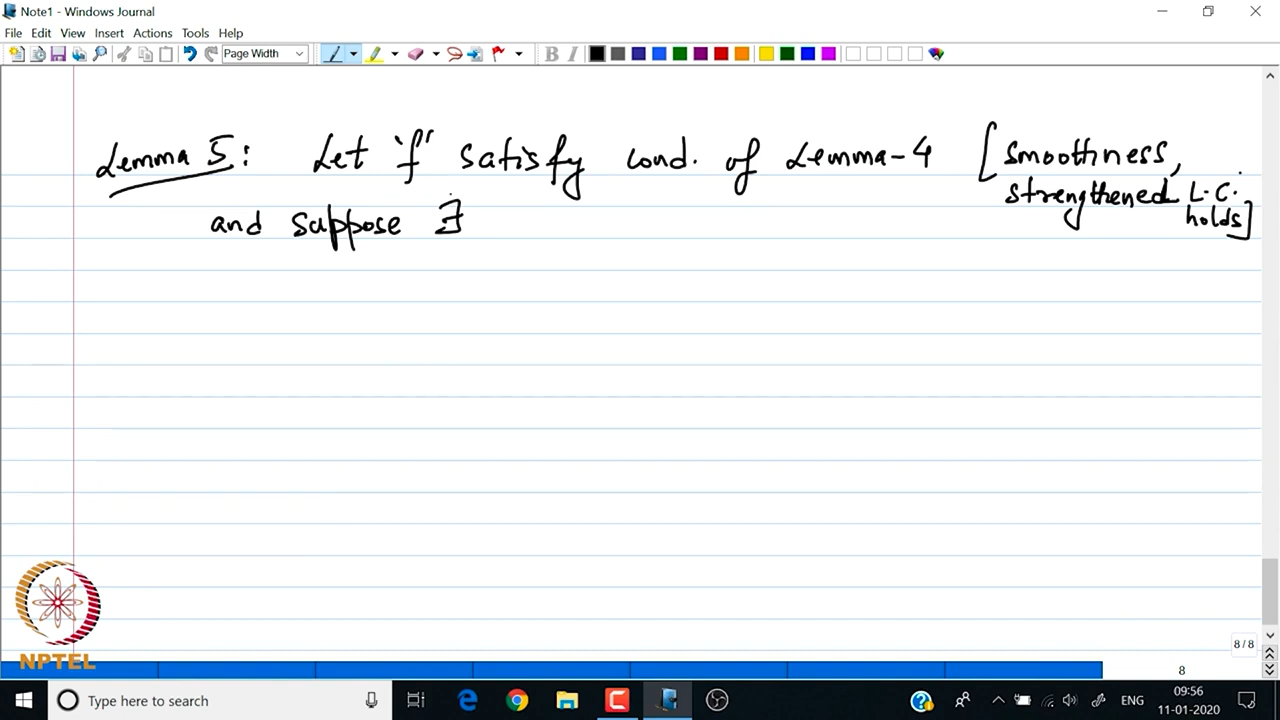 Note1 - Windows Journal
File Edit View Insert Actions Tools Help
Page Width
B I
Lemma 5: Let 'f' satisfy cond. of Lemma-4 [smoothness,
strengthened L.C.
holds]
and suppose ∃
NPTEL
8/8
8
Type here to search
ENG
09:56
11-01-2020